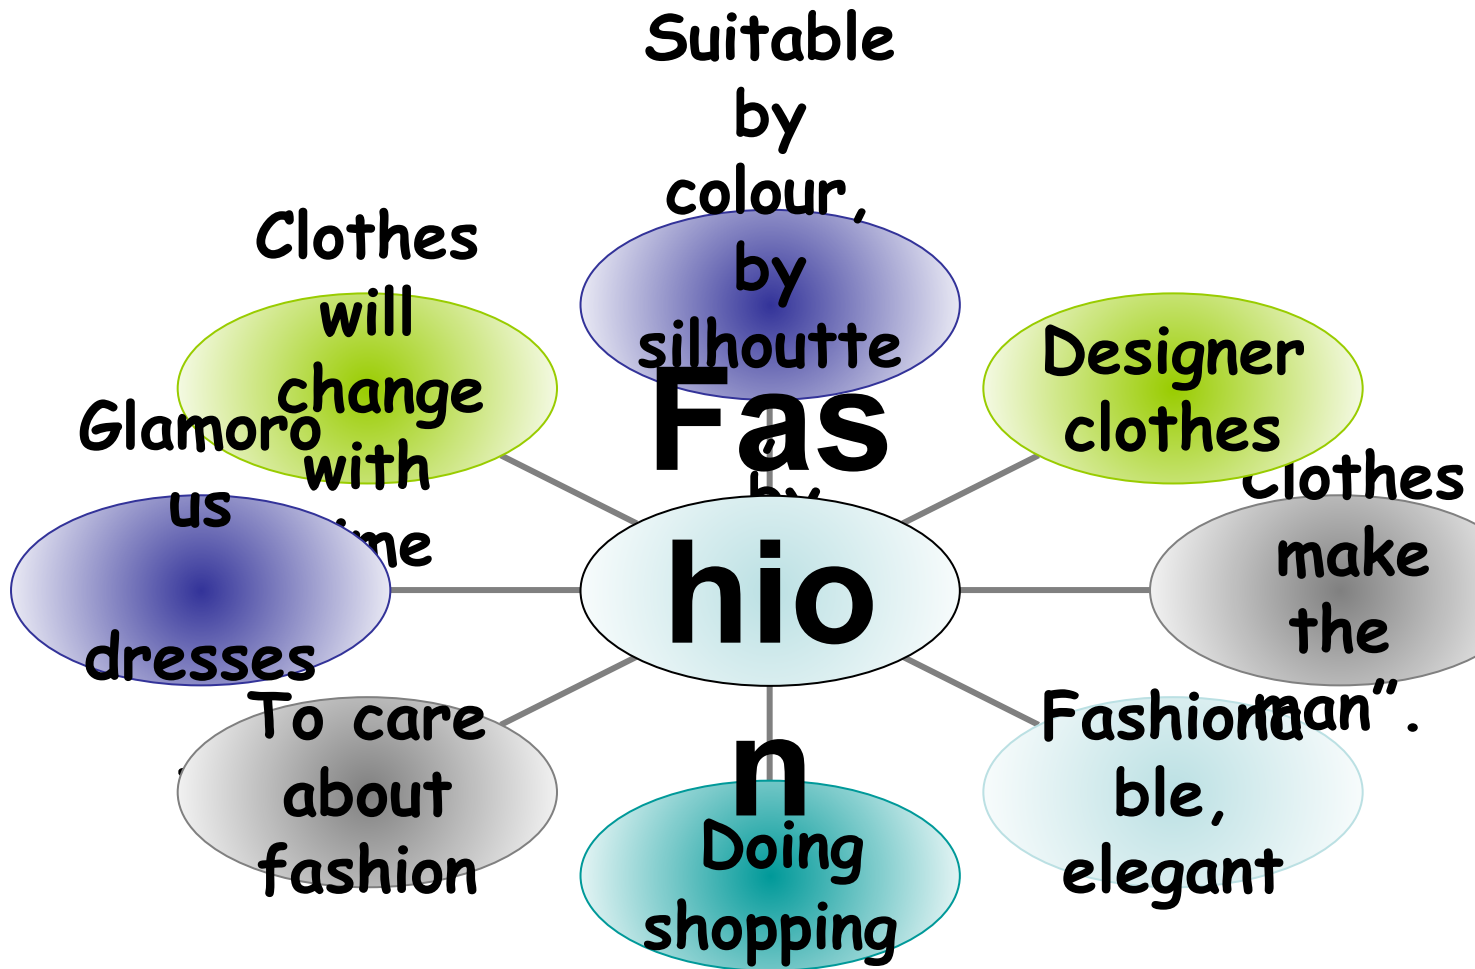 Suitable
by
colour,
by
silhoutte
,
by
Fas
hio
n
Designer
clothes
Clothes
make
the
man”.
Fashiona
ble,
elegant
Doing
shopping
To care
about
fashion
Glamoro
us
dresses
Clothes
will
change
with